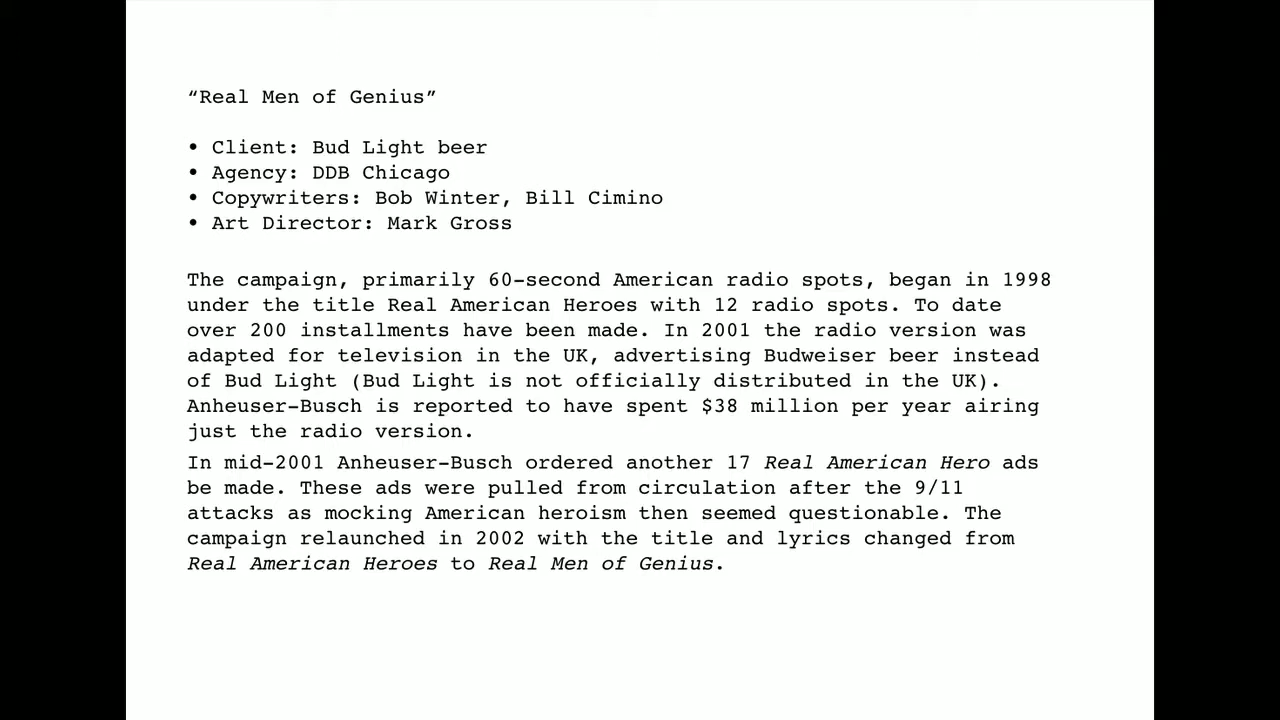 “Real Men of Genius”
• Client: Bud Light beer
• Agency: DDB Chicago
• Copywriters: Bob Winter, Bill Cimino
• Art Director: Mark Gross
The campaign, primarily 60-second American radio spots, began in 1998
under the title Real American Heroes with 12 radio spots. To date
over 200 installments have been made. In 2001 the radio version was
adapted for television in the UK, advertising Budweiser beer instead
of Bud Light (Bud Light is not officially distributed in the UK).
Anheuser-Busch is reported to have spent $38 million per year airing
just the radio version.
In mid-2001 Anheuser-Busch ordered another 17 Real American Hero ads
be made. These ads were pulled from circulation after the 9/11
attacks as mocking American heroism then seemed questionable. The
campaign relaunched in 2002 with the title and lyrics changed from
Real American Heroes to Real Men of Genius.